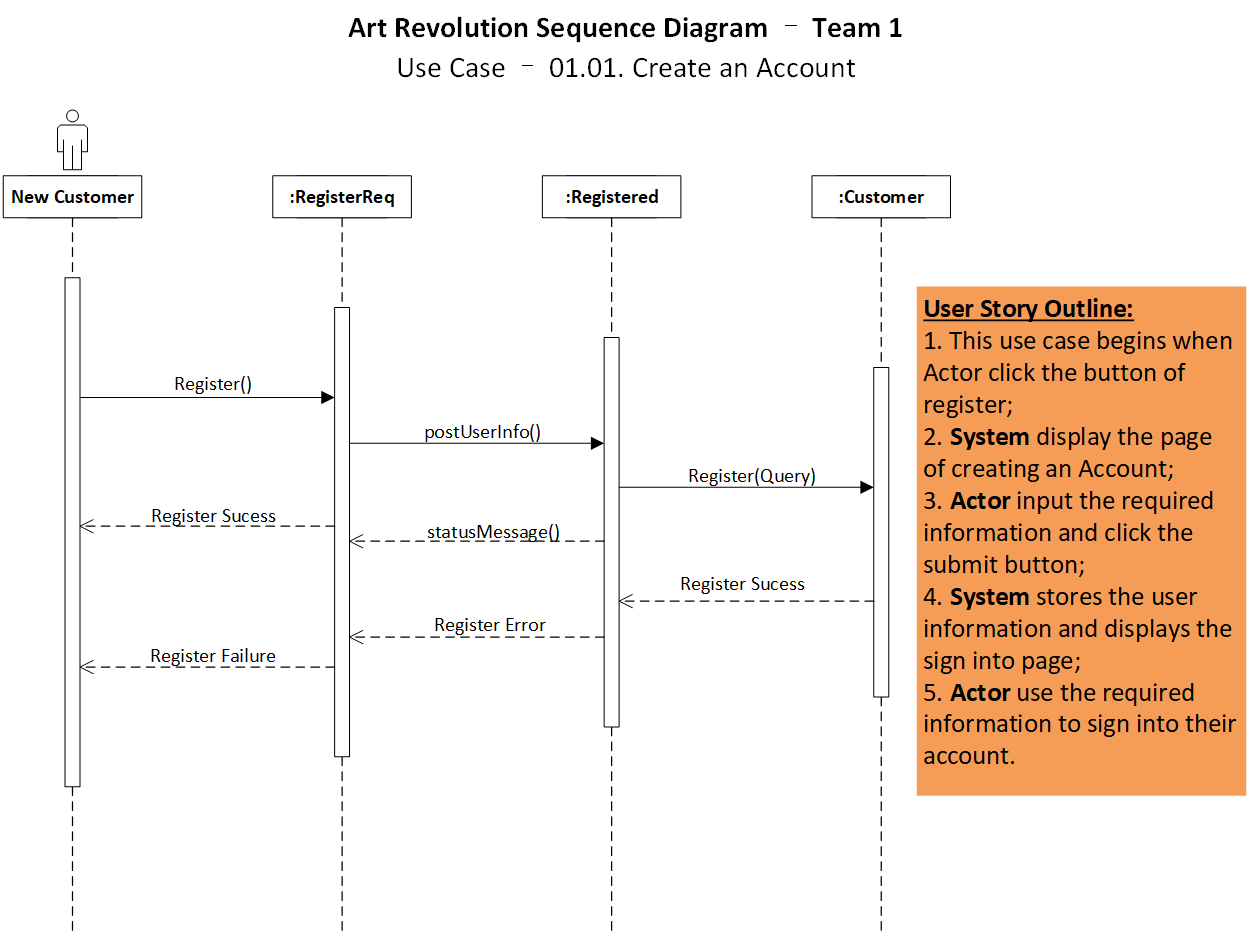 Art Revolution Sequence Diagram – Team 1
Use Case – 01.01. Create an Account
New Customer
:RegisterReq
:Registered
:Customer
Register()
postUserInfo()
Register(Query)
Register Sucess
statusMessage()
Register Sucess
Register Error
Register Failure
User Story Outline:
1. This use case begins when
Actor click the button of
register;
2. System display the page
of creating an Account;
3. Actor input the required
information and click the
submit button;
4. System stores the user
information and displays the
sign into page;
5. Actor use the required
information to sign into their
account.